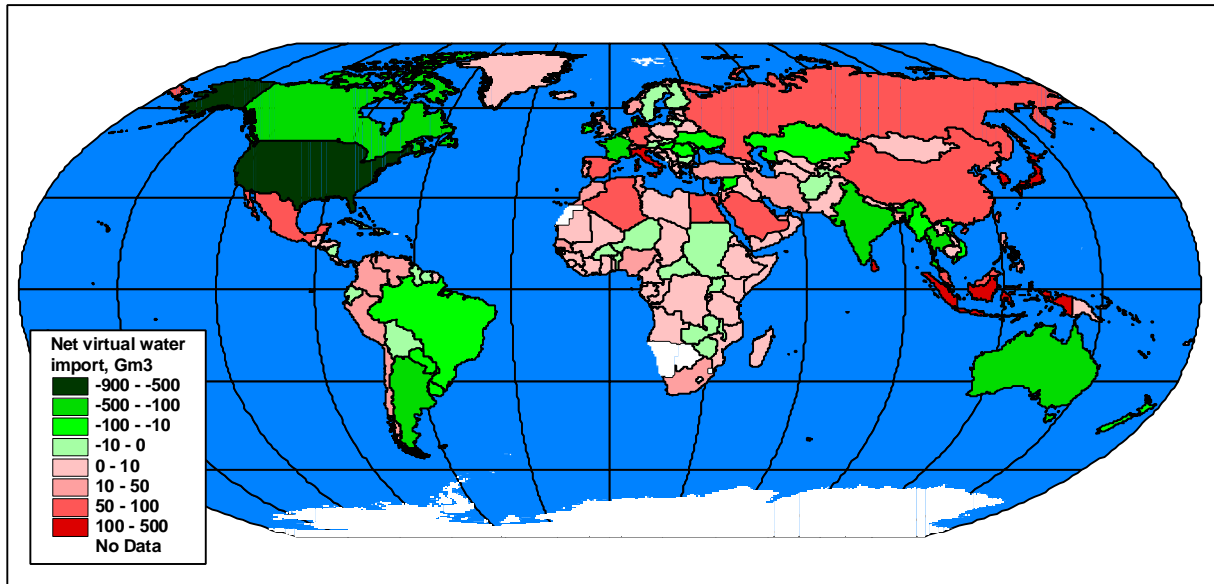 Net virtual water
import, Gm3
-900 - -500
-500 - -100
-100 - -10
-10 - 0
0 - 10
10 - 50
50 - 100
100 - 500
No Data